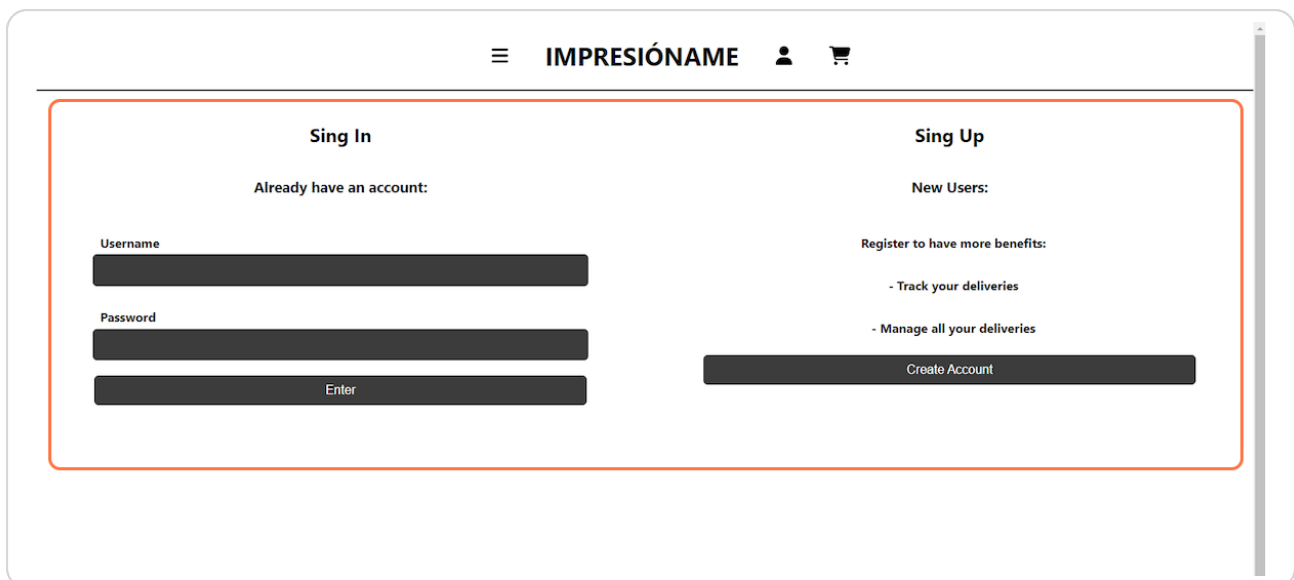 IMPRESIÓNAME
Sing In
Already have an account:
Username
Password
Enter
Sing Up
New Users:
Register to have more benefits:
- Track your deliveries
- Manage all your deliveries
Create Account